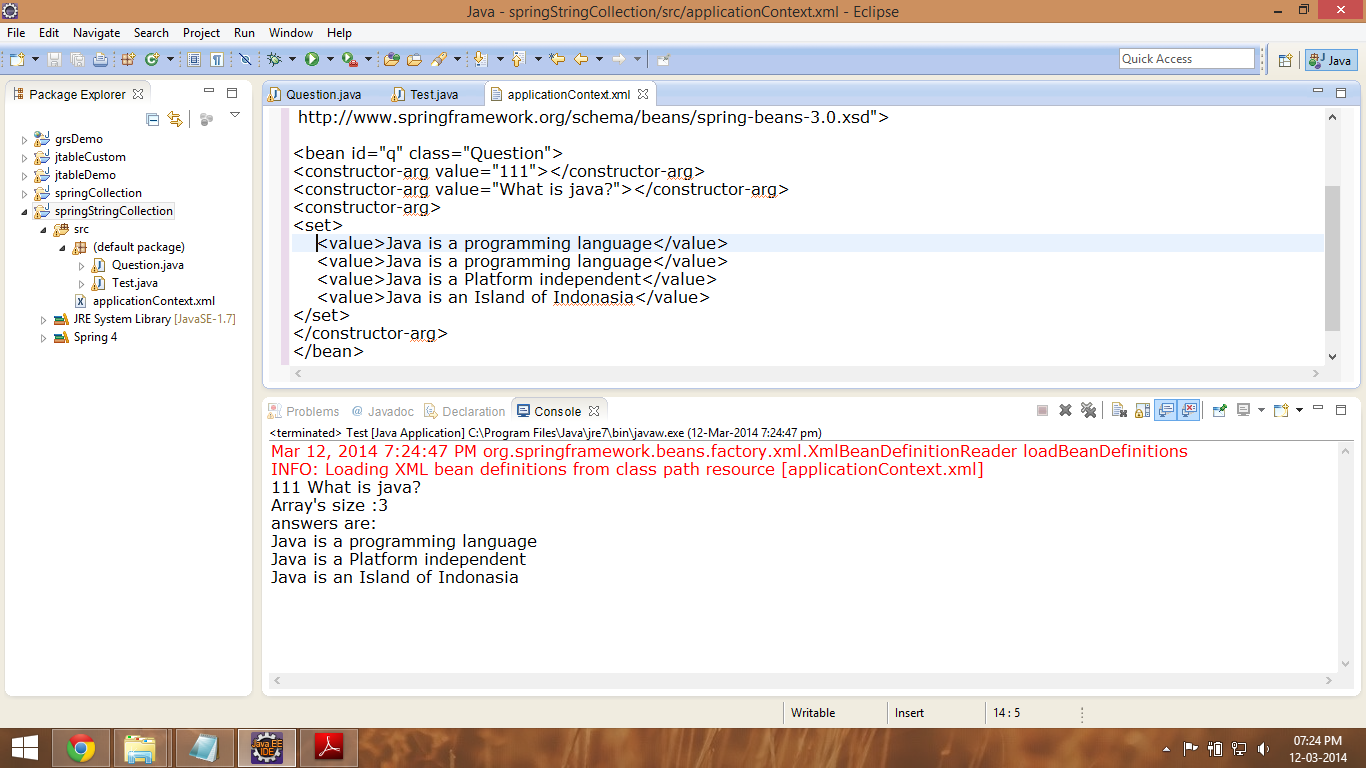 Java - springStringCollection/src/applicationContext.xml - Eclipse
File Edit Navigate Search Project Run Window Help
Quick Access
Java
Package Explorer
grsDemo
jtableCustom
jtableDemo
springCollection
springStringCollection
src
(default package)
Question.java
Test.java
applicationContext.xml
JRE System Library [JavaSE-1.7]
Spring 4
Question.java Test.java applicationContext.xml
http://www.springframework.org/schema/beans/spring-beans-3.0.xsd">
<bean id="q" class="Question">
<constructor-arg value="111"></constructor-arg>
<constructor-arg value="What is java?"></constructor-arg>
<constructor-arg>
<set>
<value>Java is a programming language</value>
<value>Java is a programming language</value>
<value>Java is a Platform independent</value>
<value>Java is an Island of Indonasia</value>
</set>
</constructor-arg>
</bean>
Problems @ Javadoc Declaration Console
<terminated> Test [Java Application] C:\Program Files\Java\jre7\bin\javaw.exe (12-Mar-2014 7:24:47 pm)
Mar 12, 2014 7:24:47 PM org.springframework.beans.factory.xml.XmlBeanDefinitionReader loadBeanDefinitions
INFO: Loading XML bean definitions from class path resource [applicationContext.xml]
111 What is java?
Array's size :3
answers are:
Java is a programming language
Java is a Platform independent
Java is an Island of Indonasia
Writable Insert 14 : 5
Java EE
IDE
07:24 PM
12-03-2014